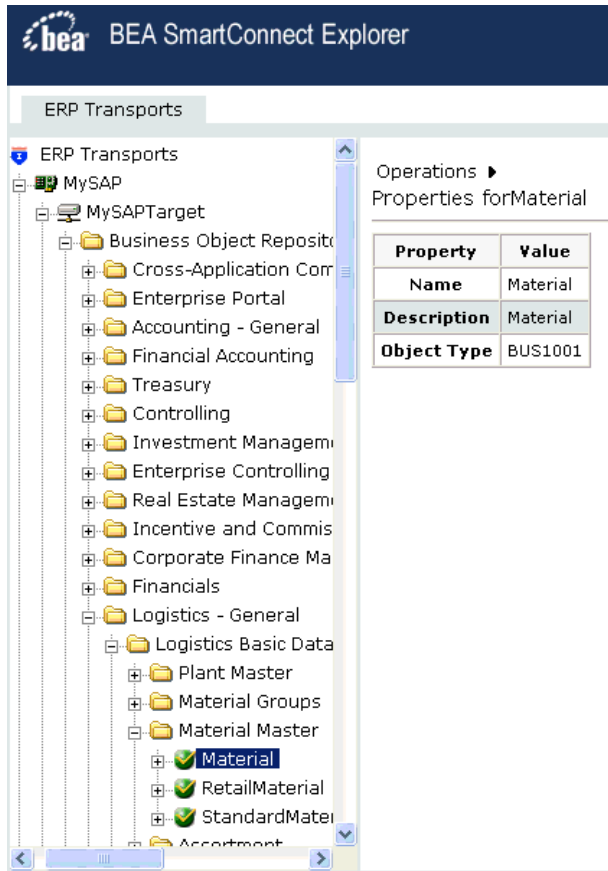 bea BEA SmartConnect Explorer
ERP Transports
ERP Transports
MySAP
MySAPTarget
Business Object Reposito
Cross-Application Com
Enterprise Portal
Accounting - General
Financial Accounting
Treasury
Controlling
Investment Managem
Enterprise Controlling
Real Estate Managem
Incentive and Commis
Corporate Finance Ma
Financials
Logistics - General
Logistics Basic Data
Plant Master
Material Groups
Material Master
Material
RetailMaterial
StandardMater
Assortment
Operations
Properties forMaterial
Property Value
Name Material
Description Material
Object Type BUS1001